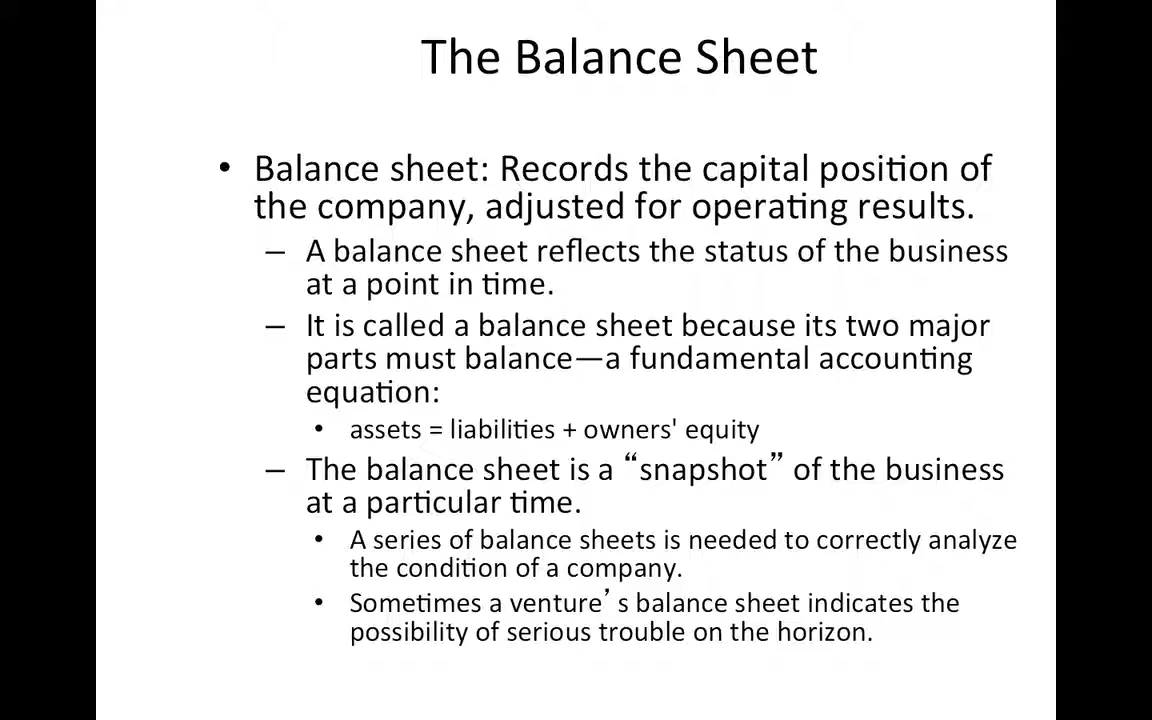 The Balance Sheet
• Balance sheet: Records the capital position of
the company, adjusted for operating results.
– A balance sheet reflects the status of the business
at a point in time.
– It is called a balance sheet because its two major
parts must balance—a fundamental accounting
equation:
• assets = liabilities + owners' equity
– The balance sheet is a “snapshot” of the business
at a particular time.
• A series of balance sheets is needed to correctly analyze
the condition of a company.
• Sometimes a venture’s balance sheet indicates the
possibility of serious trouble on the horizon.